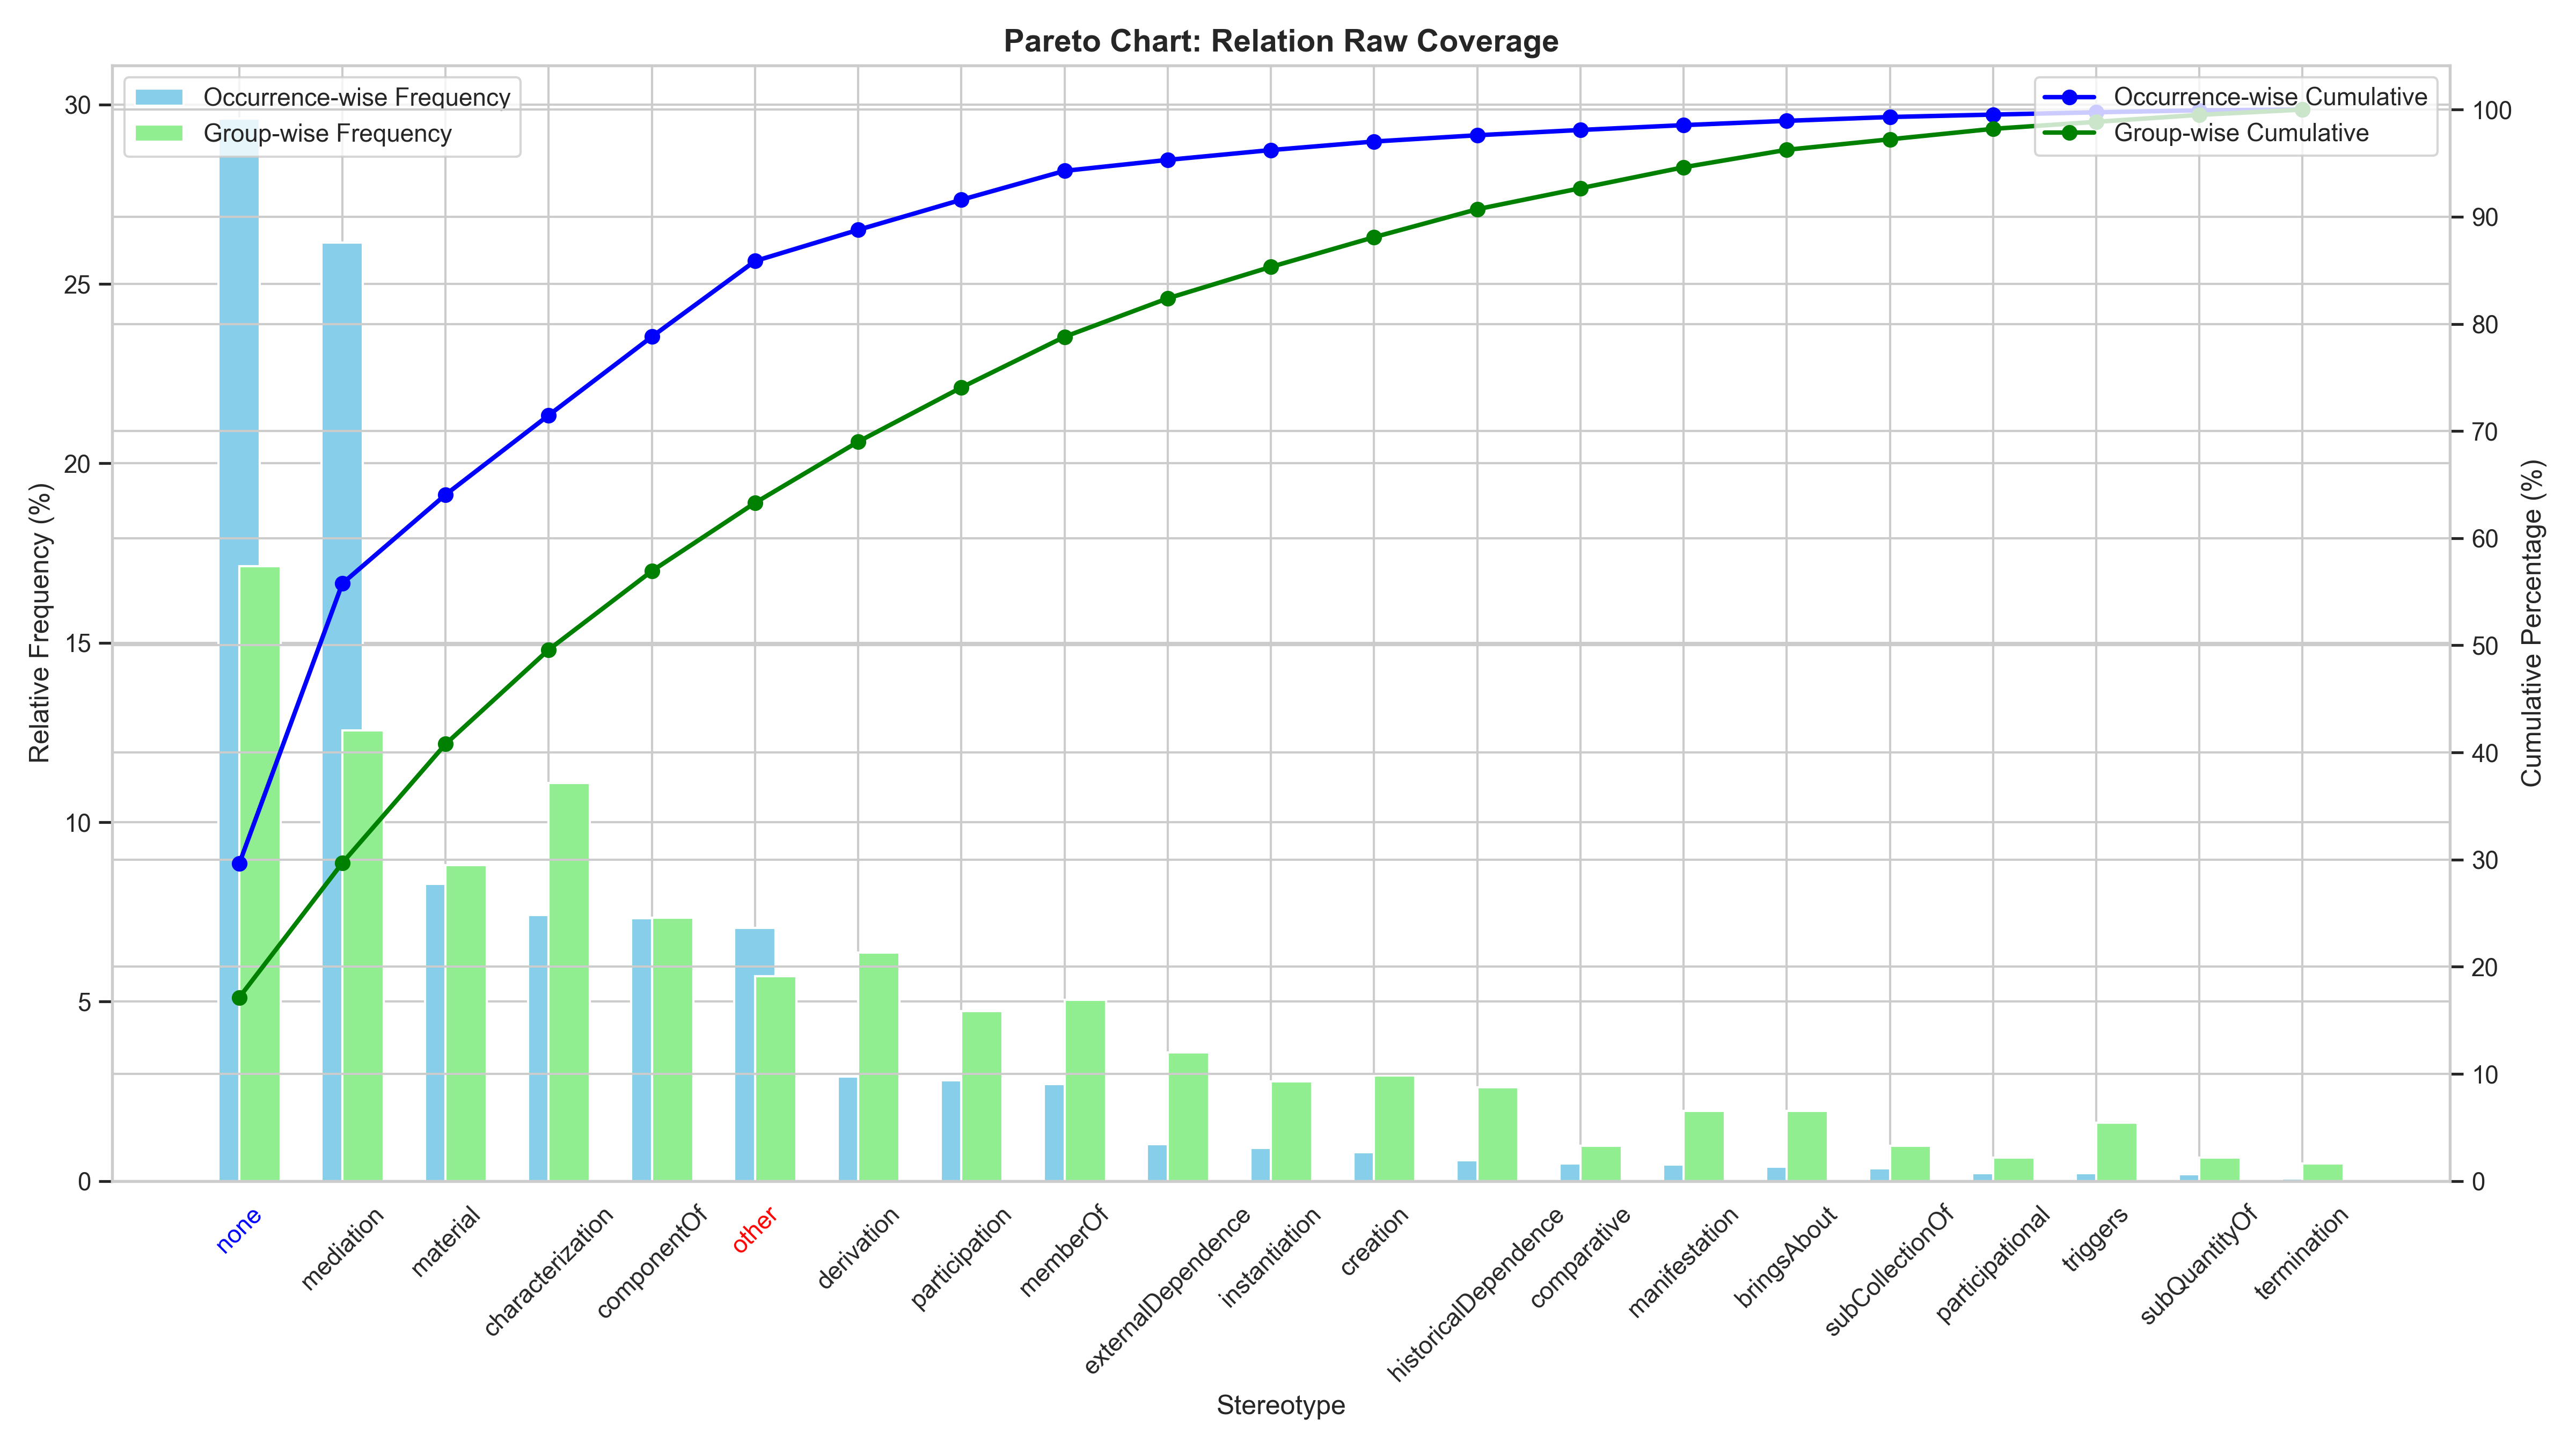 Pareto Chart: Relation Raw Coverage
Occurrence-wise Frequency
Group-wise Frequency
Occurrence-wise Cumulative
Group-wise Cumulative
Relative Frequency (%)
30
25
20
15
10
5
0
Cumulative Percentage (%)
100
90
80
70
60
50
40
30
20
10
0
none
mediation
material
characterization
componentOf
other
derivation
participation
memberOf
externalDependence
instantiation
creation
historicalDependence
comparative
manifestation
bringsAbout
subCollectionOf
participational
triggers
subQuantityOf
termination
Stereotype